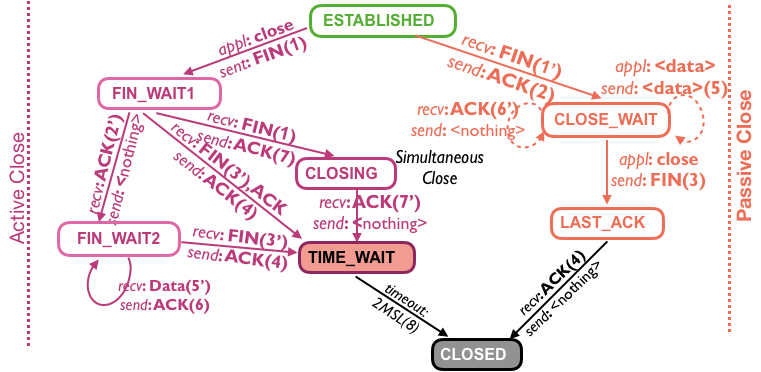 ESTABLISHED
appl: close
sent: FIN(1)
recv: FIN(1’)
send: ACK(2)
appl: <data>
send: <data>(5)
FIN_WAIT1
recv: ACK(6’)
send: <nothing>
CLOSE_WAIT
recv: ACK(2’)
send: <nothing>
recv: FIN(1)
send: ACK(7)
recv: FIN(3’),ACK
send: ACK(4)
CLOSING
Simultaneous
Close
appl: close
send: FIN(3)
recv: ACK(7’)
send: <nothing>
FIN_WAIT2
recv: FIN(3’)
send: ACK(4)
TIME_WAIT
LAST_ACK
recv: Data(5’)
send: ACK(6)
timeout:
2MSL(8)
recv: ACK(4)
send: <nothing>
CLOSED
Active Close
Passive Close